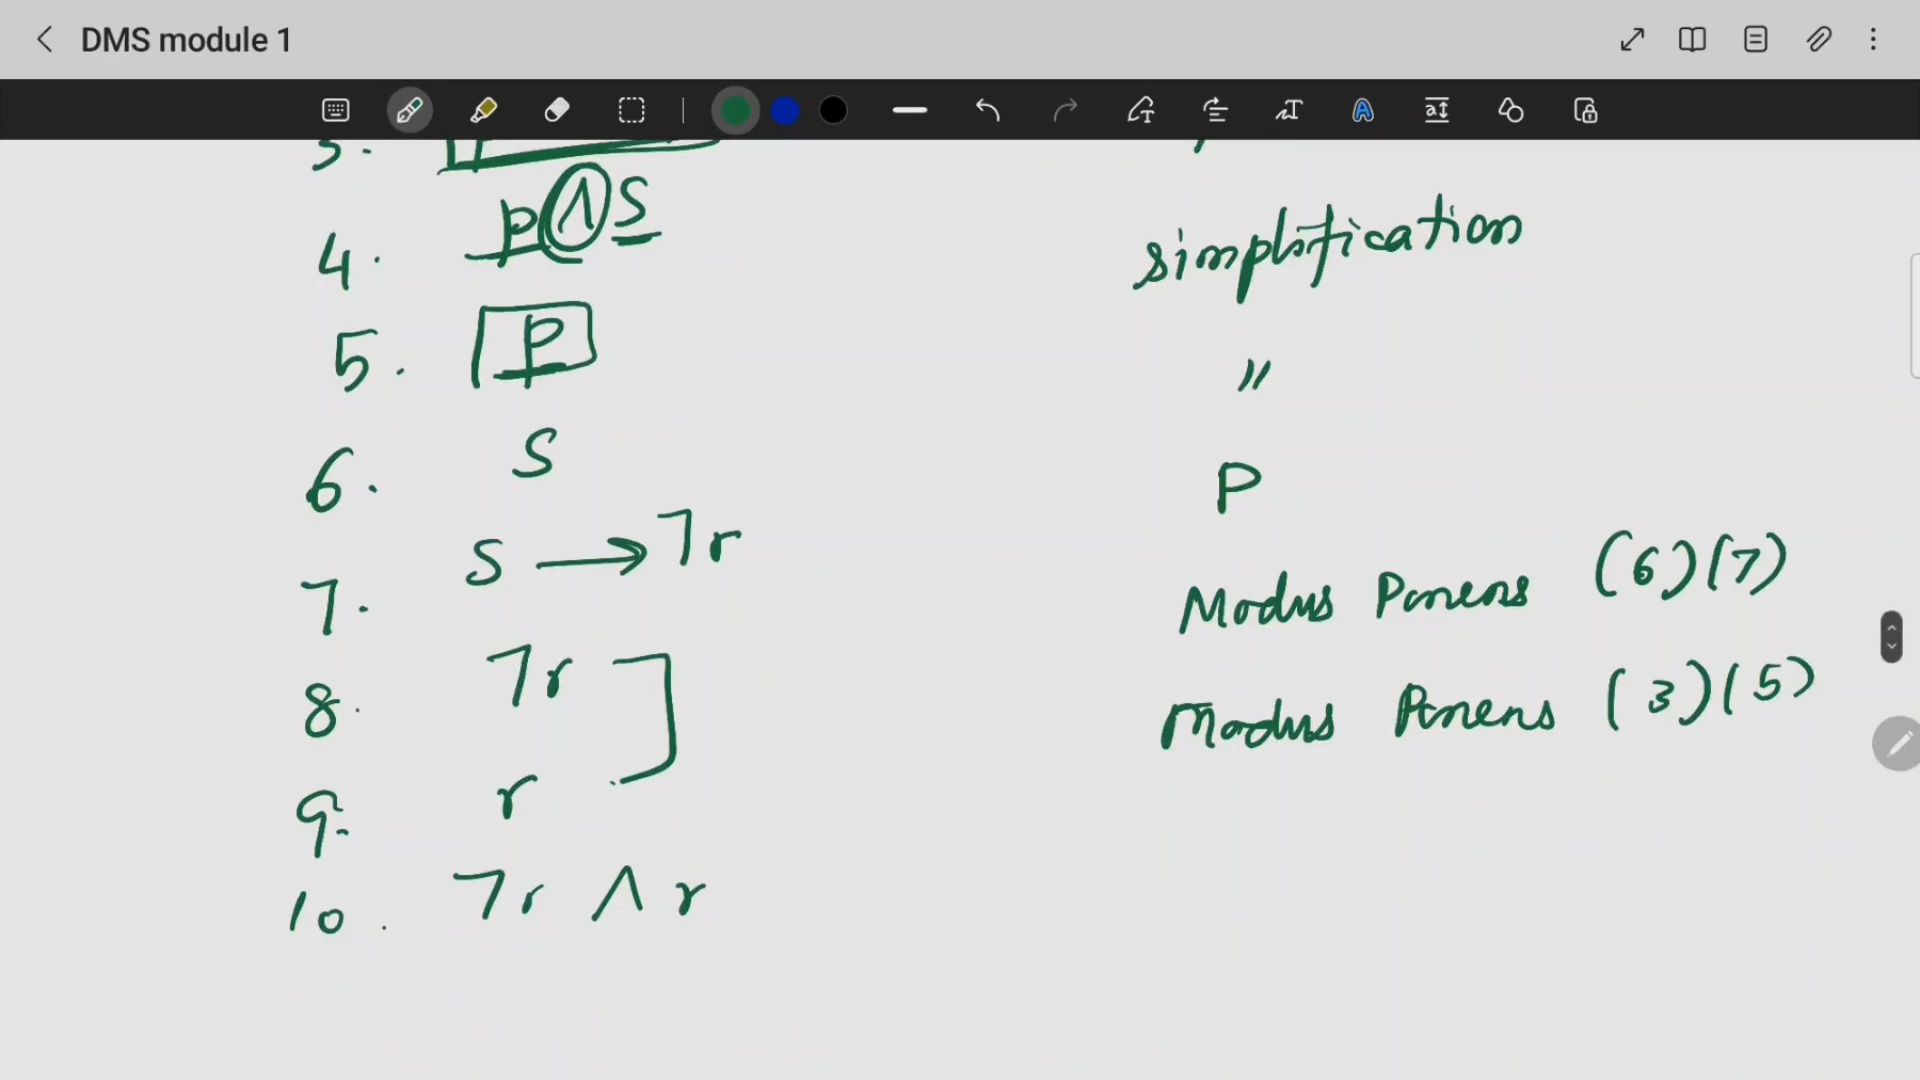 DMS module 1
3.
4. p ∧ S
simplification
5. P
"
6. S
P
7. S → ¬r
Modus Ponens (6)(7)
8. ¬r
Modus Ponens (3)(5)
9. r
10. ¬r ∧ r